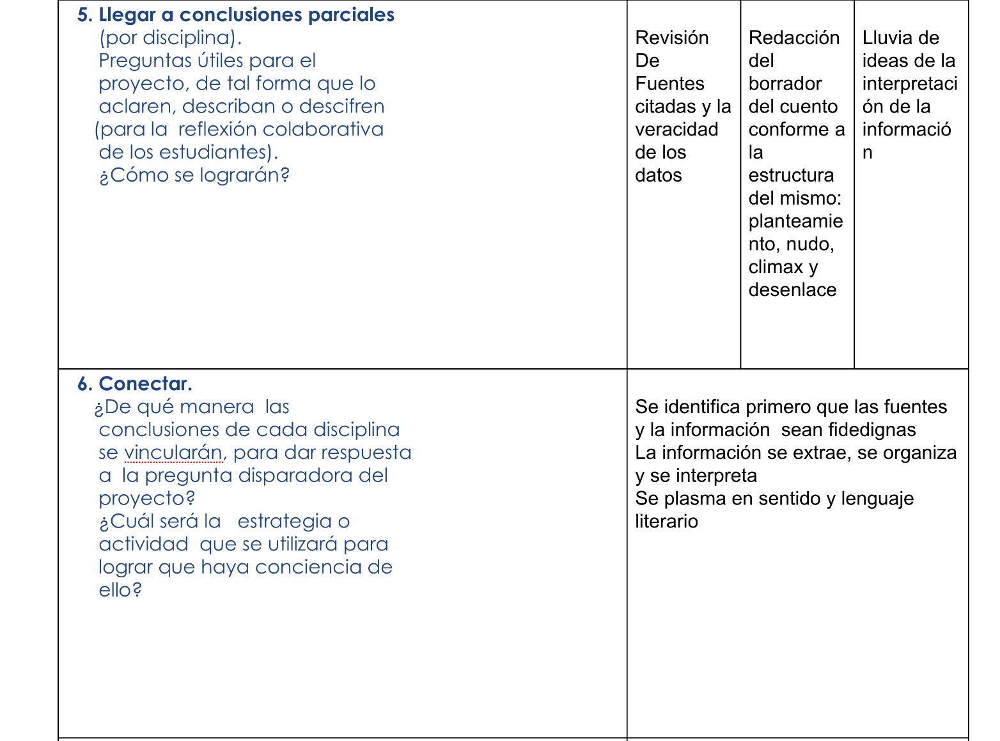 5. Llegar a conclusiones parciales
(por disciplina).
Preguntas útiles para el
proyecto, de tal forma que lo
aclaren, describan o descifren
(para la  reflexión colaborativa
de los estudiantes).
¿Cómo se lograrán?
Revisión
De
Fuentes
citadas y la
veracidad
de los
datos
Redacción
del
borrador
del cuento
conforme a
la
estructura
del mismo:
planteamie
nto, nudo,
climax y
desenlace
Lluvia de
ideas de la
interpretaci
ón de la
informació
n
6. Conectar.
¿De qué manera  las
conclusiones de cada disciplina
se vincularán, para dar respuesta
a  la pregunta disparadora del
proyecto?
¿Cuál será la   estrategia o
actividad  que se utilizará para
lograr que haya conciencia de
ello?
Se identifica primero que las fuentes
y la información  sean fidedignas
La información se extrae, se organiza
y se interpreta
Se plasma en sentido y lenguaje
literario